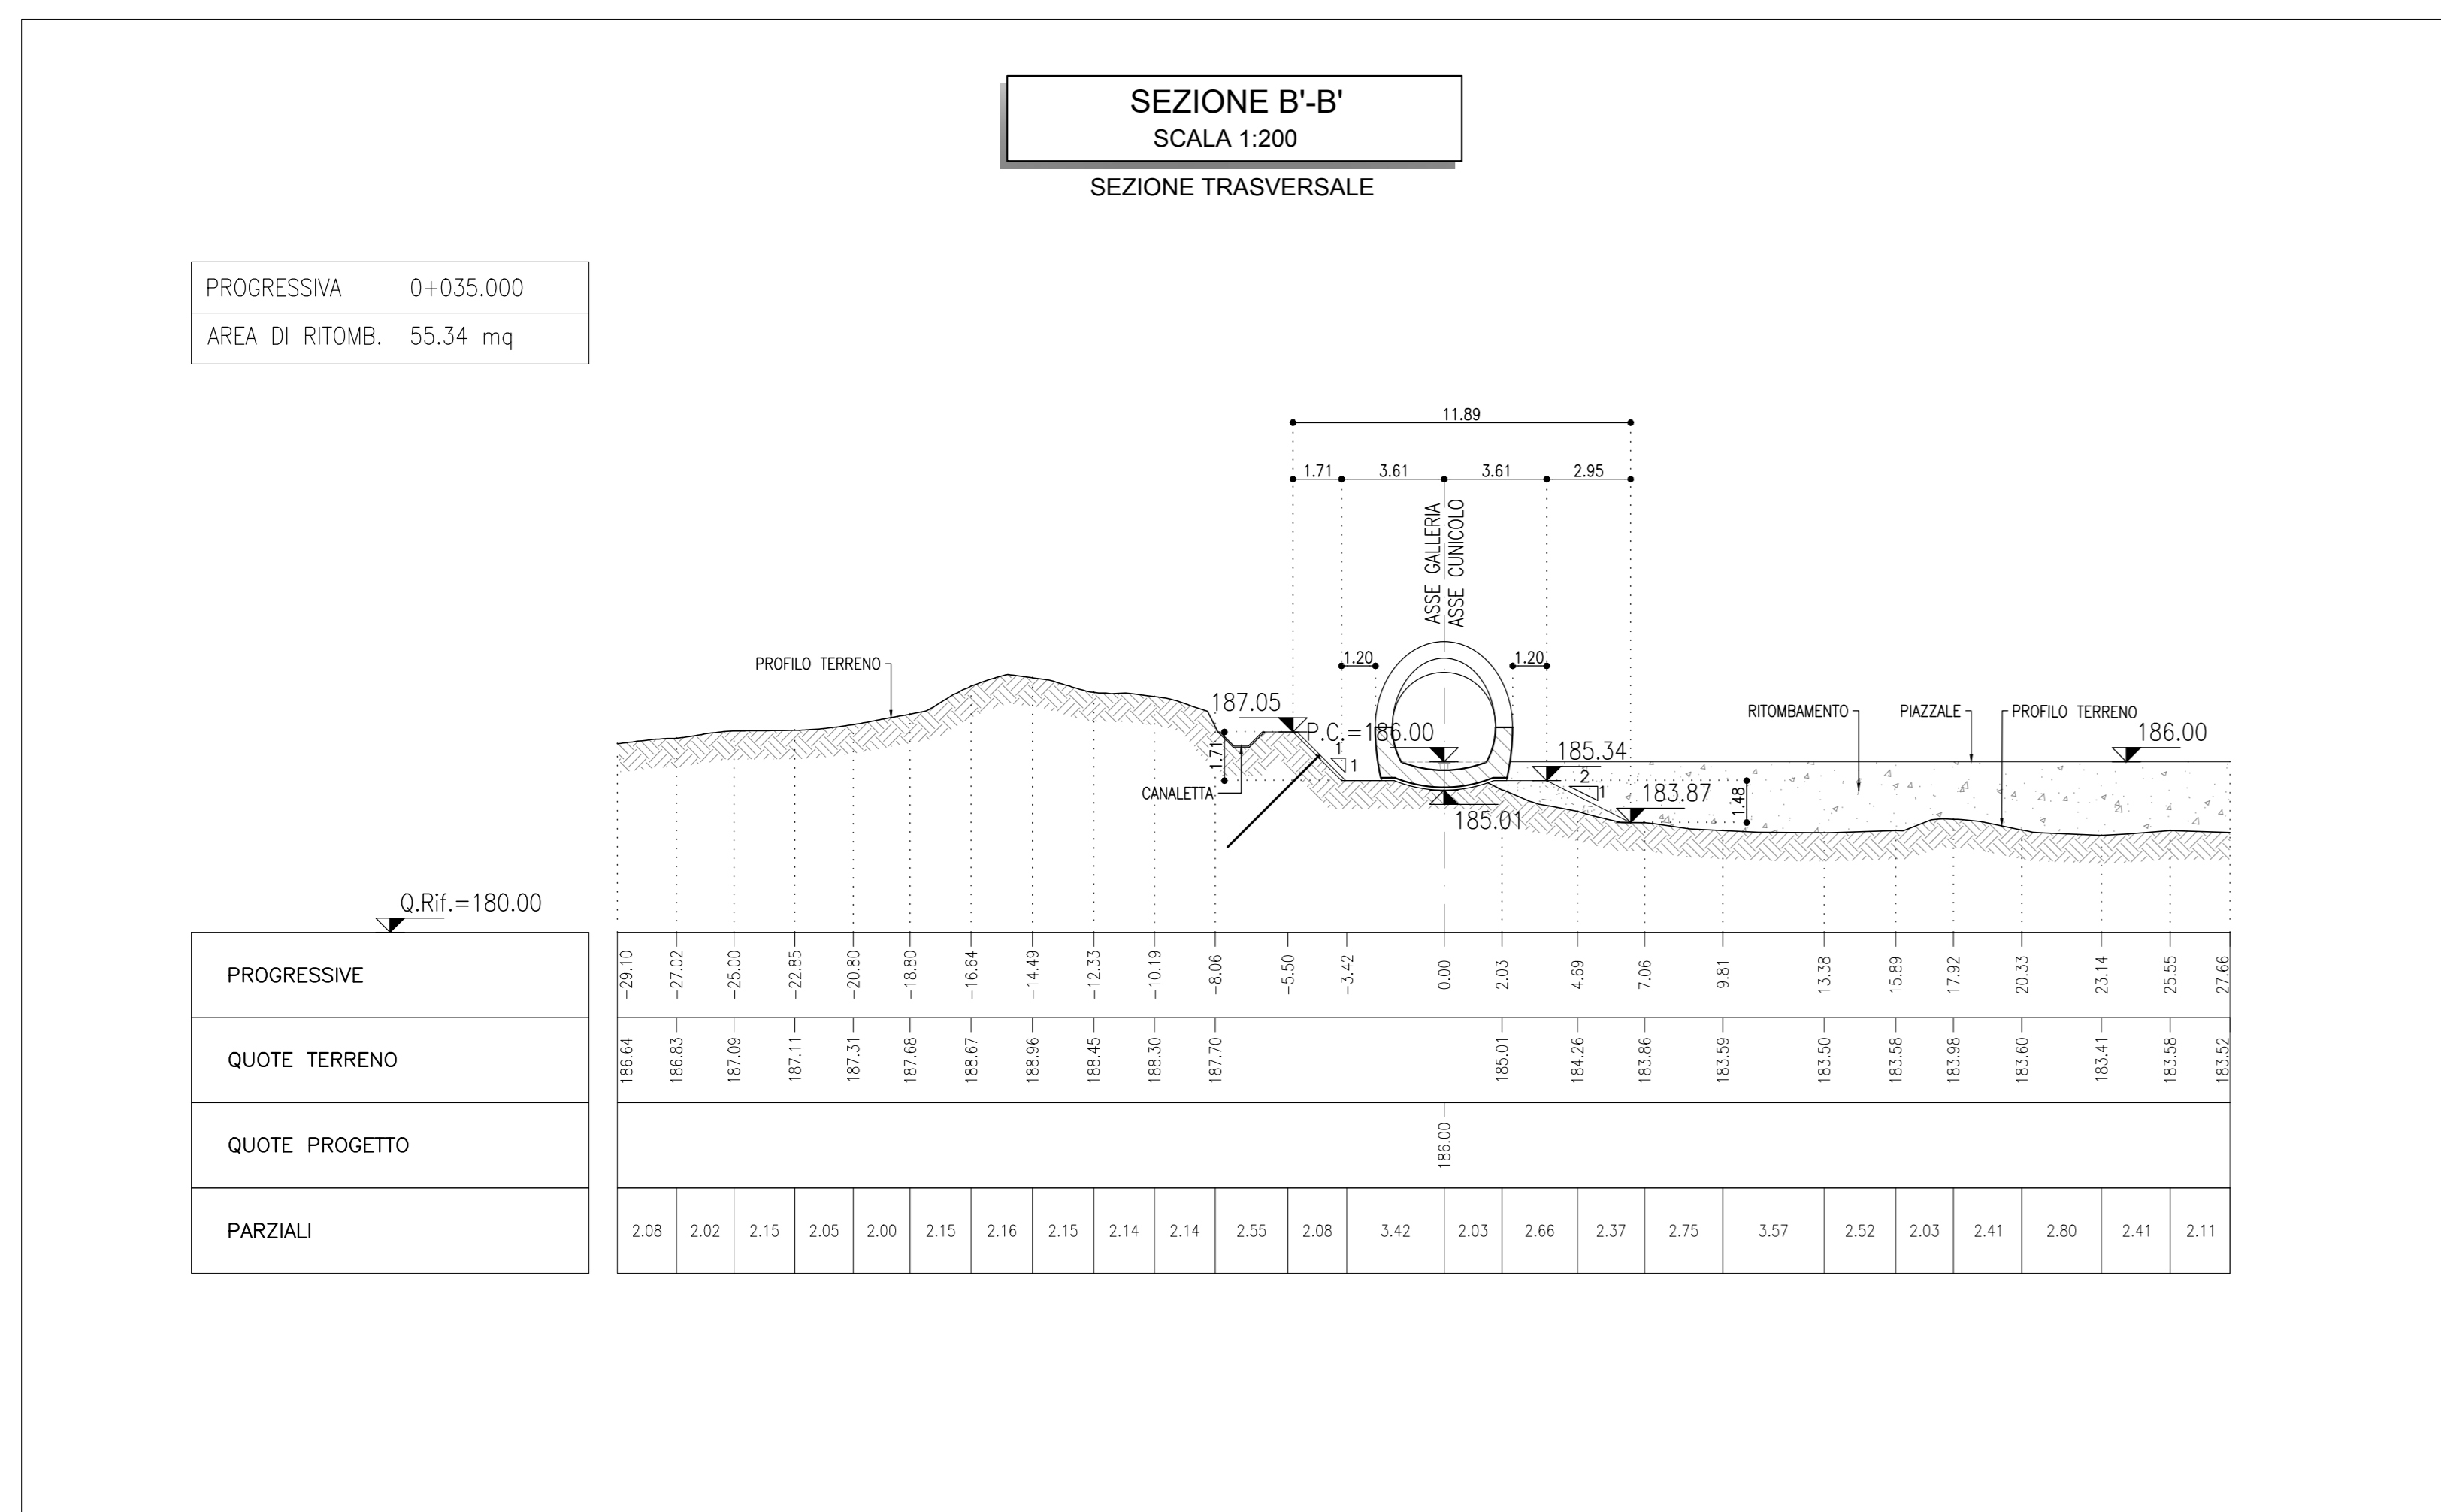 SEZIONE B'-B'
SCALA 1:200
SEZIONE TRASVERSALE
PROGRESSIVA 0+035.000
AREA DI RITOMB. 55.34 mq
11.89
1.71 3.61 3.61 2.95
ASSE GALLERIA
ASSE CUNICOLO
1.20 1.20
PROFILO TERRENO
187.05
P.C.=186.00
RITOMBAMENTO
PIAZZALE
PROFILO TERRENO
186.00
185.34
1.71
1
1
2
1
CANALETTA
183.87
1.48
185.01
Q.Rif.=180.00
PROGRESSIVE -29.10 -27.02 -25.00 -22.85 -20.80 -18.80 -16.64 -14.49 -12.33 -10.19 -8.06 -5.50 -3.42 0.00 2.03 4.69 7.06 9.81 13.38 15.89 17.92 20.33 23.14 25.55 27.66
QUOTE TERRENO 186.64 186.83 187.09 187.11 187.31 187.68 188.67 188.96 188.45 188.30 187.70 185.01 184.26 183.86 183.59 183.50 183.58 183.98 183.60 183.41 183.58 183.52
QUOTE PROGETTO 186.00
PARZIALI 2.08 2.02 2.15 2.05 2.00 2.15 2.16 2.15 2.14 2.14 2.55 2.08 3.42 2.03 2.66 2.37 2.75 3.57 2.52 2.03 2.41 2.80 2.41 2.11